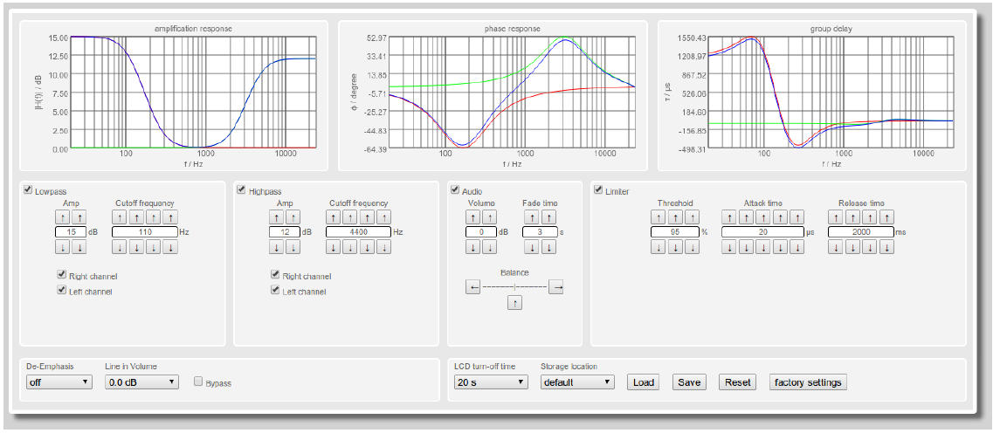 amplification response
|H(f)| / dB
15.00
12.50
10.00
7.50
5.00
2.50
0.00
100 1000 10000
f / Hz
phase response
ϕ / degree
52.97
33.41
13.85
-5.71
-25.27
-44.83
-64.39
100 1000 10000
f / Hz
group delay
τ / µs
1550.43
1208.97
867.52
526.06
184.60
-156.85
-498.31
100 1000 10000
f / Hz
Lowpass
Amp Cutoff frequency
↑ ↑ ↑ ↑ ↑ ↑
15 dB 110 Hz
↓ ↓ ↓ ↓ ↓ ↓
Right channel
Left channel
Highpass
Amp Cutoff frequency
↑ ↑ ↑ ↑ ↑ ↑
12 dB 4400 Hz
↓ ↓ ↓ ↓ ↓ ↓
Right channel
Left channel
Audio
Volume Fade time
↑ ↑ ↑ ↑
0 dB 3 s
↓ ↓ ↓ ↓
Balance
← -------|------- →
↑
Limiter
Threshold Attack time Release time
↑ ↑ ↑ ↑ ↑ ↑ ↑ ↑ ↑ ↑ ↑ ↑
95 % 20 µs 2000 ms
↓ ↓ ↓ ↓ ↓ ↓ ↓ ↓ ↓ ↓ ↓ ↓
De-Emphasis Line in Volume
off 0.0 dB Bypass
LCD turn-off time Storage location
20 s default Load Save Reset factory settings